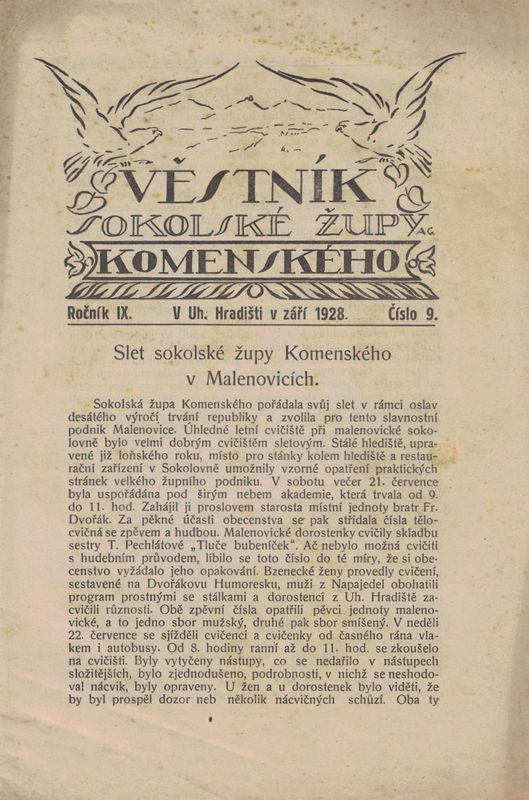 VĚSTNÍK
SOKOLSKÉ ŽUPY
AG.
KOMENSKÉHO
Ročník IX. V Uh. Hradišti v září 1928. Číslo 9.
Slet sokolské župy Komenského
v Malenovicích.
Sokolská župa Komenského pořádala svůj slet v rámci oslav
desátého výročí trvání republiky a zvolila pro tento slavnostní
podnik Malenovice. Úhledné letní cvičiště při malenovické soko-
lovně bylo velmi dobrým cvičištěm sletovým. Stálé hlediště, upra-
vené již loňského roku, místo pro stánky kolem hlediště a restau-
rační zařízení v Sokolovně umožnily vzorné opatření praktických
stránek velkého župního podniku. V sobotu večer 21. července
byla uspořádána pod širým nebem akademie, která trvala od 9.
do 11. hod. Zahájil ji proslovem starosta místní jednoty bratr Fr.
Dvořák. Za pěkné účasti obecenstva se pak střídala čísla tělo-
cvičná se zpěvem a hudbou. Malenovické dorostenky cvičily skladbu
sestry T. Pechlátové „Tluče bubeníček“. Ač nebylo možná cvičiti
s hudebním průvodem, líbilo se toto číslo do té míry, že si obe-
censtvo vyžádalo jeho opakování. Bzenecké ženy provedly cvičení,
sestavené na Dvořákovu Humoresku, muži z Napajedel obohatili
program prostnými se stálkami a dorostenci z Uh. Hradiště za-
cvičili různosti. Obě zpěvní čísla opatřili pěvci jednoty maleno-
vické, a to jedno sbor mužský, druhé pak sbor smíšený. V neděli
22. července se sjížděli cvičenci a cvičenky od časného rána vla-
kem i autobusy. Od 8. hodiny ranní až do 11. hod. se zkoušelo
na cvičišti. Byly vytyčeny nástupy, co se nedařilo v nástupech
složitějších, bylo zjednodušeno, podrobnosti, v nichž se neshodo-
val nácvik, byly opraveny. U žen a u dorostenek bylo viděti, že
by byl prospěl dozor neb několik nácvičných schůzí. Oba ty